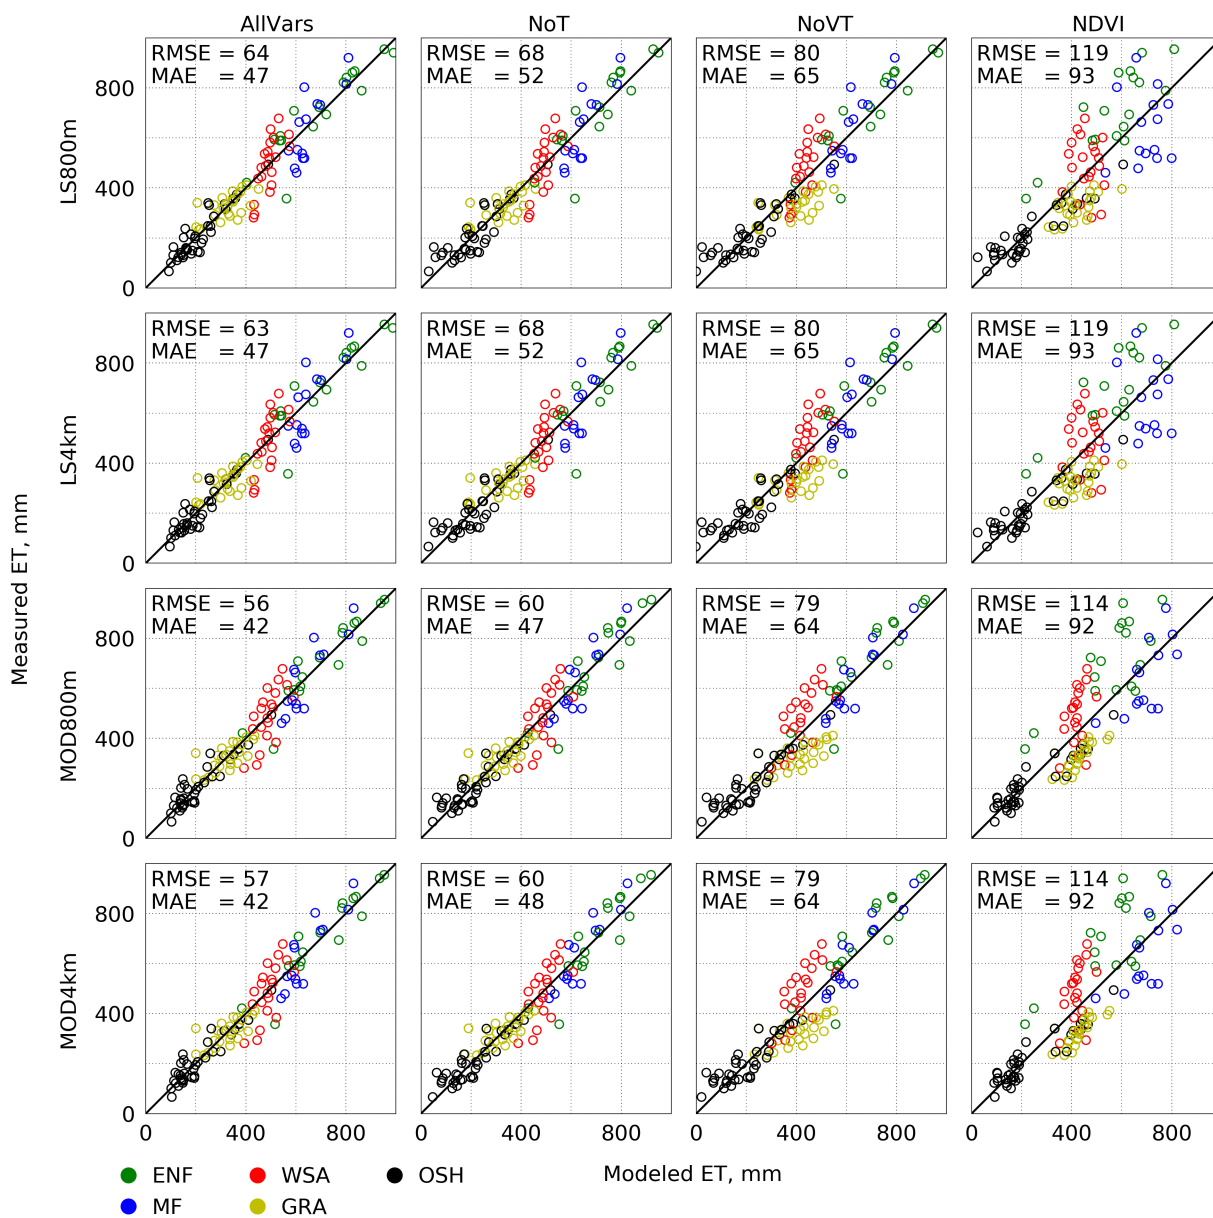 AllVars NoT NoVT NDVI
RMSE = 64 RMSE = 68 RMSE = 80 RMSE = 119
MAE = 47 MAE = 52 MAE = 65 MAE = 93
800
LS800m
400
0
RMSE = 63 RMSE = 68 RMSE = 80 RMSE = 119
MAE = 47 MAE = 52 MAE = 65 MAE = 93
800
LS4km
400
0
Measured ET, mm
RMSE = 56 RMSE = 60 RMSE = 79 RMSE = 114
MAE = 42 MAE = 47 MAE = 64 MAE = 92
800
MOD800m
400
0
RMSE = 57 RMSE = 60 RMSE = 79 RMSE = 114
MAE = 42 MAE = 48 MAE = 64 MAE = 92
800
MOD4km
400
0
0 400 800 0 400 800 0 400 800 0 400 800
Modeled ET, mm
ENF WSA OSH
MF GRA